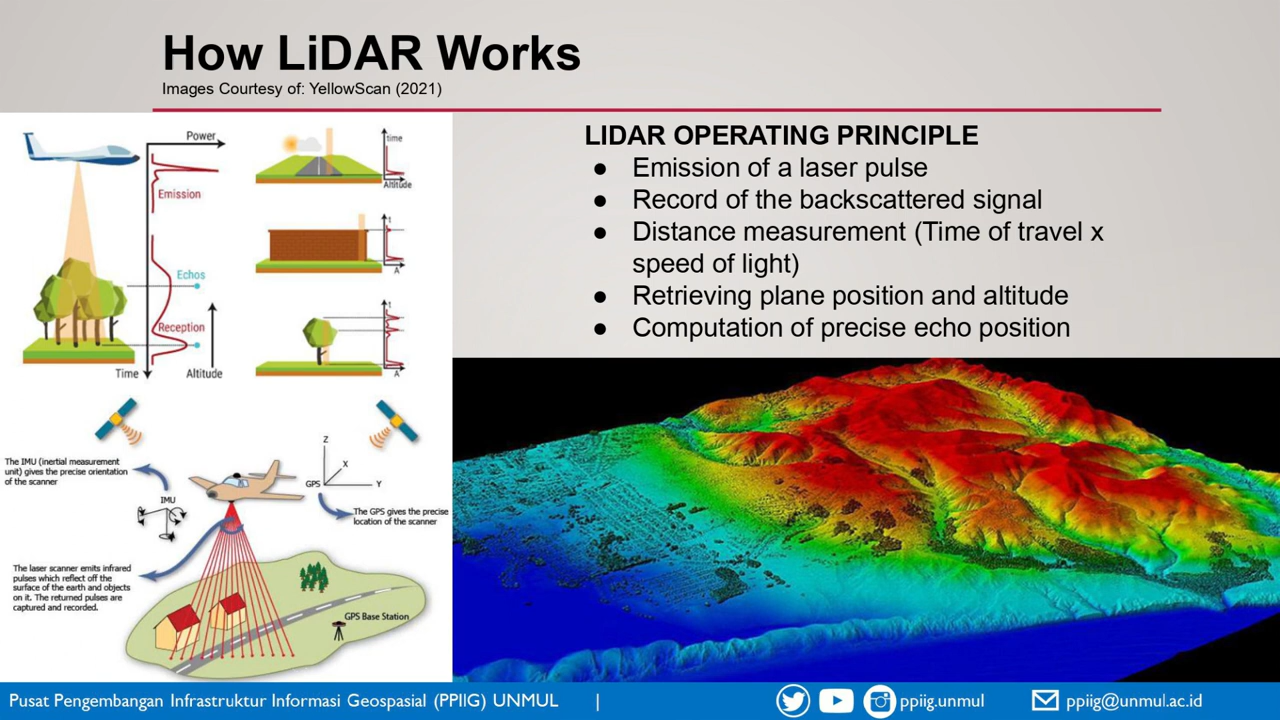 How LiDAR Works
Images Courtesy of: YellowScan (2021)
Power
Emission
Echos
Reception
Time
Altitude
time
Altitude
t
A
t
A
LIDAR OPERATING PRINCIPLE
● Emission of a laser pulse
● Record of the backscattered signal
● Distance measurement (Time of travel x
speed of light)
● Retrieving plane position and altitude
● Computation of precise echo position
The IMU (inertial measurement
unit) gives the precise orientation
of the scanner
IMU
Z
X
GPS
Y
The GPS gives the precise
location of the scanner
The laser scanner emits infrared
pulses which reflect off the
surface of the earth and objects
on it. The returned pulses are
captured and recorded.
GPS Base Station
Pusat Pengembangan Infrastruktur Informasi Geospasial (PPIIG) UNMUL |
ppiig.unmul
ppiig@unmul.ac.id